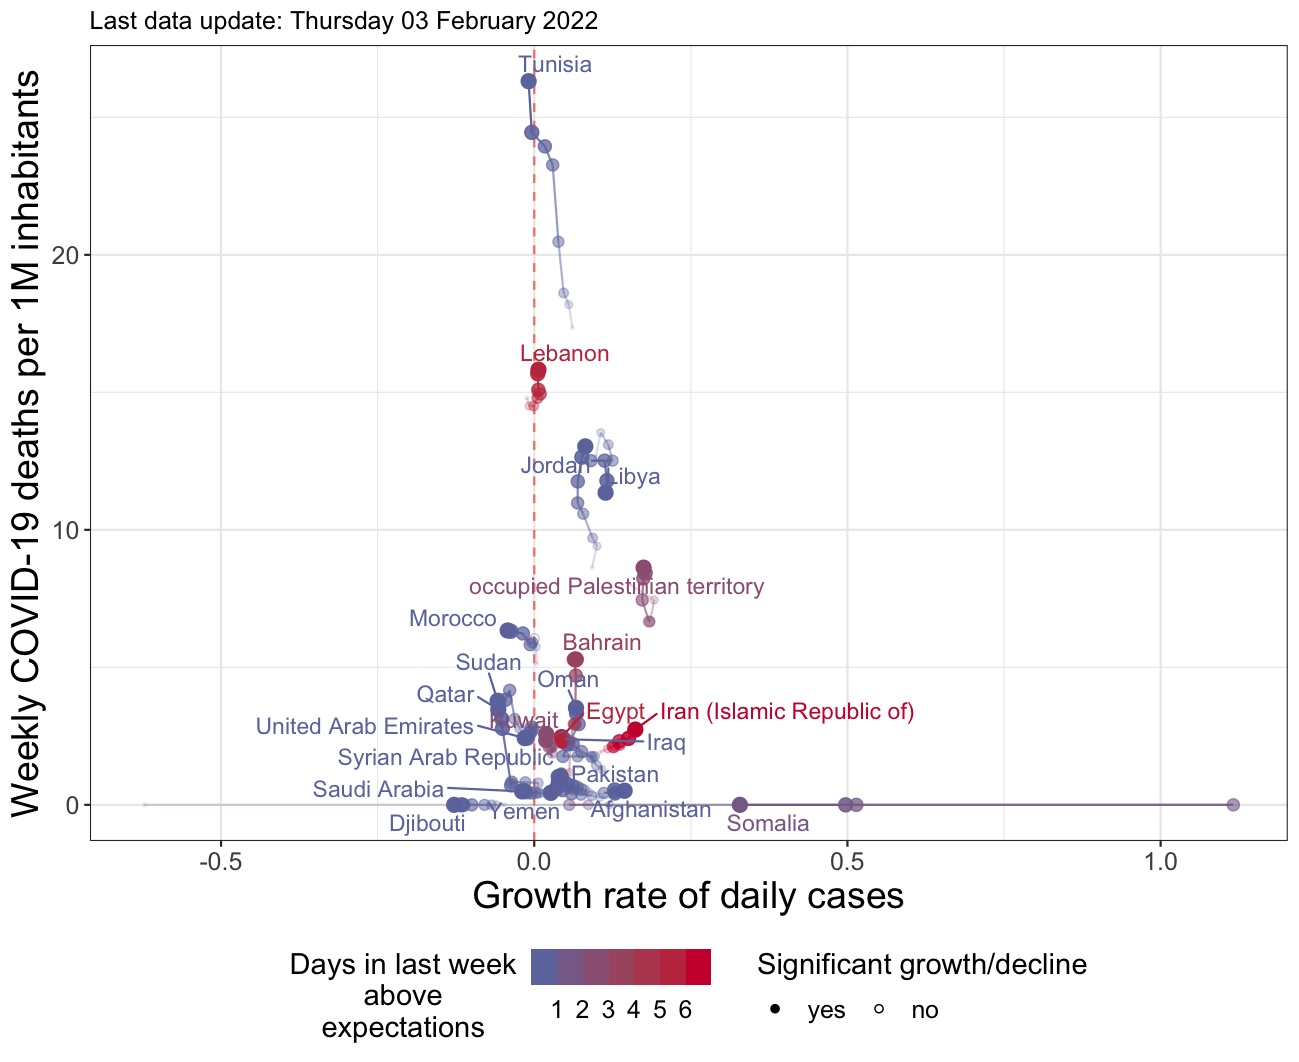 Last data update: Thursday 03 February 2022
Weekly COVID-19 deaths per 1M inhabitants
20
10
0
Tunisia
Lebanon
Jordan
Libya
occupied Palestinian territory
Morocco
Bahrain
Sudan
Oman
Qatar
Egypt
Iran (Islamic Republic of)
Kuwait
United Arab Emirates
Iraq
Syrian Arab Republic
Pakistan
Saudi Arabia
Yemen
Afghanistan
Djibouti
Somalia
-0.5
0.0
0.5
1.0
Growth rate of daily cases
Days in last week
above
expectations
1 2 3 4 5 6
Significant growth/decline
yes
no